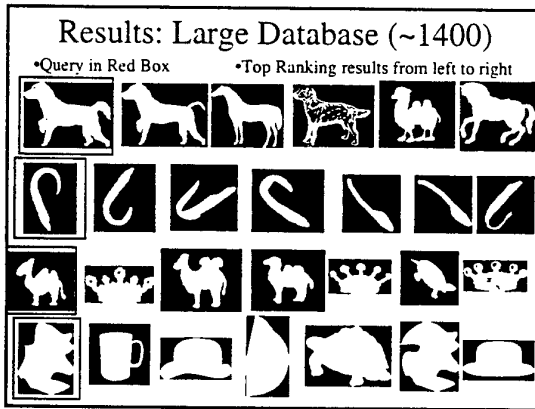 Results: Large Database (~1400)
•Query in Red Box •Top Ranking results from left to right